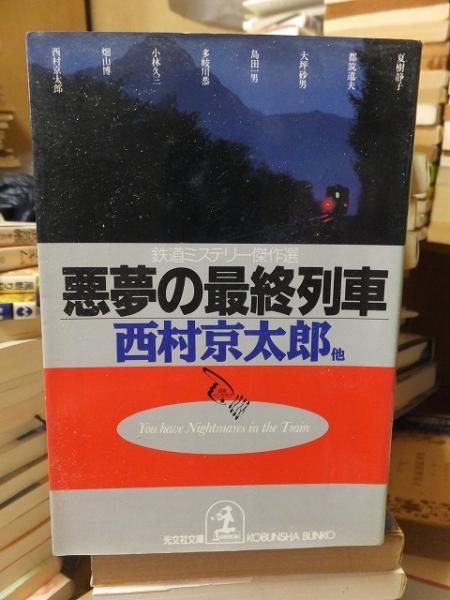 夏樹静子
都筑道夫
大坪砂男
島田一男
多岐川恭
小林久三
畑山博
西村京太郎
鉄道ミステリー傑作選
悪夢の最終列車
西村京太郎他
You have Nightmares in the Train
光文社文庫
KOBUNSHA BUNKO